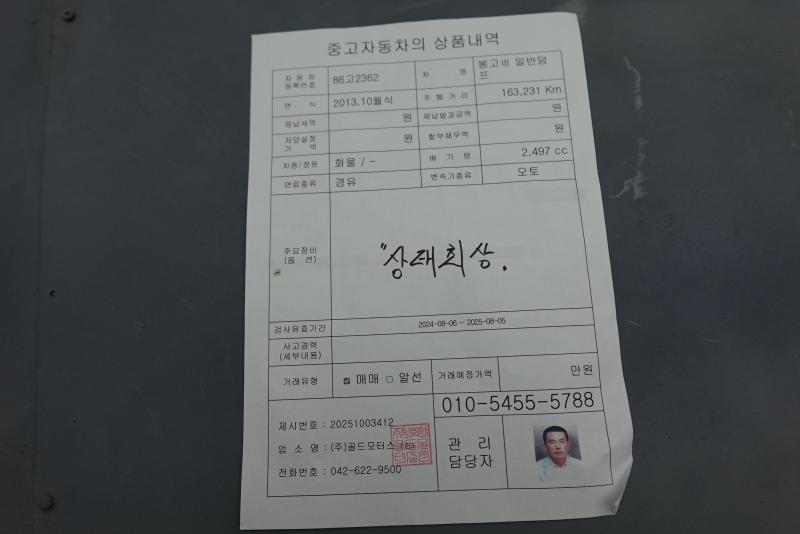 중고자동차의 상품내역
자 동 차
등록번호
86고2362
차 명
봉고Ⅲ 일반덤
프
연 식
2013.10월식
주 행 거 리
163,231 Km
체납세액
원
체납벌과금액
원
저당설정
가 액
원
할부채무액
원
차종/정원
화물 / -
배 기 량
2,497 cc
연료종류
경유
변속기종류
오토
주요장비
(옵 션)
"상태최상.
검사유효기간
2024-08-06 ~ 2025-08-05
사고경력
(세부내용)
거래유형
☑ 매매 □ 알선
거래예정가액
만원
제시번호 : 20251003412
업 소 명 : (주)골드모터스 (인)
전화번호 : 042-622-9500
010-5455-5788
관 리
담당자